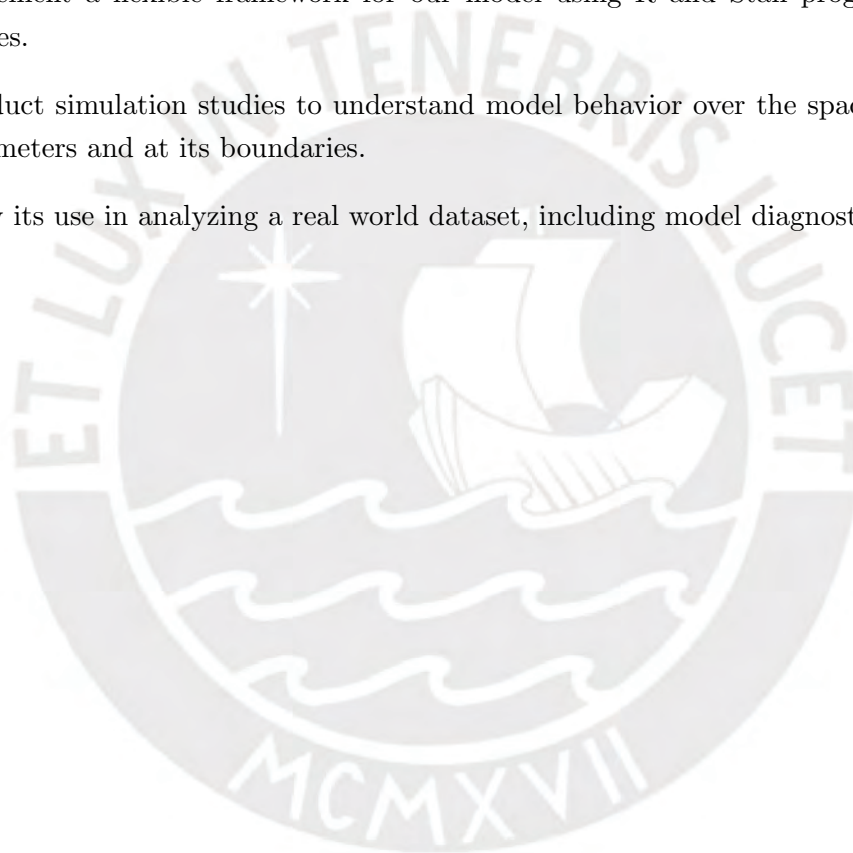 ement a flexible framework for our model using R and Stan prog
es.
duct simulation studies to understand model behavior over the spac
meters and at its boundaries.
its use in analyzing a real world dataset, including model diagnost
ET LUX IN TENEBRIS LUCET
MCMXVII